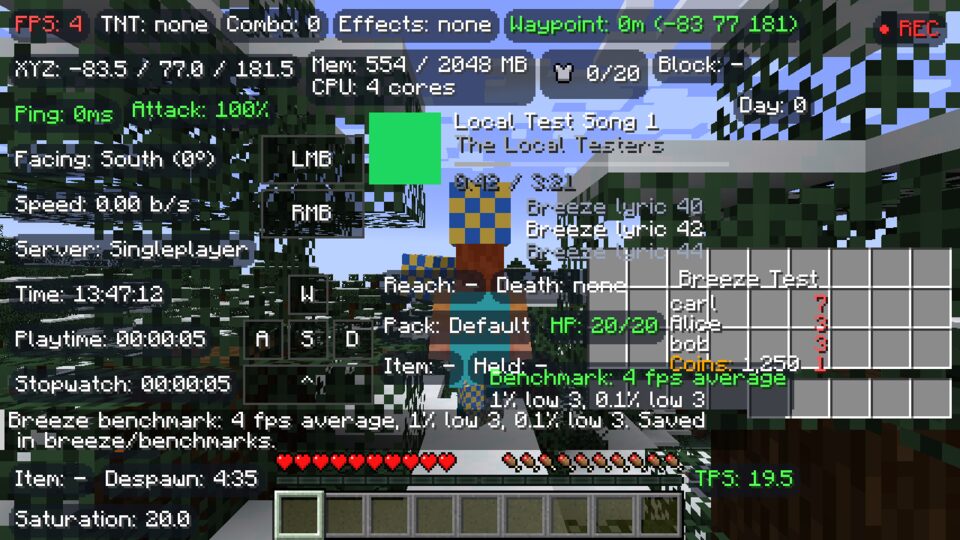 FPS: 4
TNT: none
Combo: 0
Effects: none
Waypoint: 0m (-83 77 181)
• REC
XYZ: -83.5 / 77.0 / 181.5
Mem: 554 / 2048 MB
CPU: 4 cores
0/20
Block: -
Ping: 0ms
Attack: 100%
Day: 0
Local Test Song 1
The Local Testers
0:42 / 3:21
Facing: South (0°)
LMB
Speed: 0.00 b/s
RMB
Breeze lyric 40
Breeze lyric 42
Breeze lyric 44
Server: Singleplayer
Reach: -
Death: none
Breeze Test
Time: 13:47:12
W
carl 7
Pack: Default
HP: 20/20
Alice 3
Playtime: 00:00:05
A
S
D
bob 3
Item: -
Held: -
Coins: 1,250 1
Stopwatch: 00:00:05
^
Benchmark: 4 fps average
1% low 3, 0.1% low 3
Breeze benchmark: 4 fps average, 1% low 3, 0.1% low 3. Saved
in breeze/benchmarks.
Item: -
Despawn: 4:35
TPS: 19.5
Saturation: 20.0